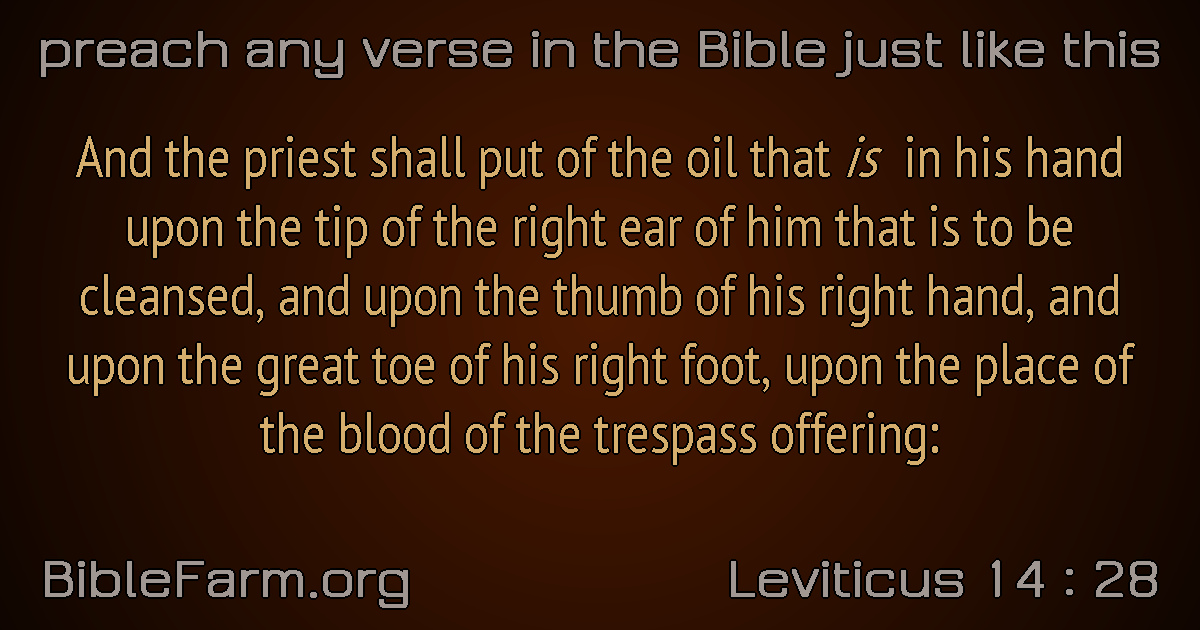 preach any verse in the Bible just like this
And the priest shall put of the oil that is in his hand
upon the tip of the right ear of him that is to be
cleansed, and upon the thumb of his right hand, and
upon the great toe of his right foot, upon the place of
the blood of the trespass offering:
BibleFarm.org
Leviticus 14 : 28